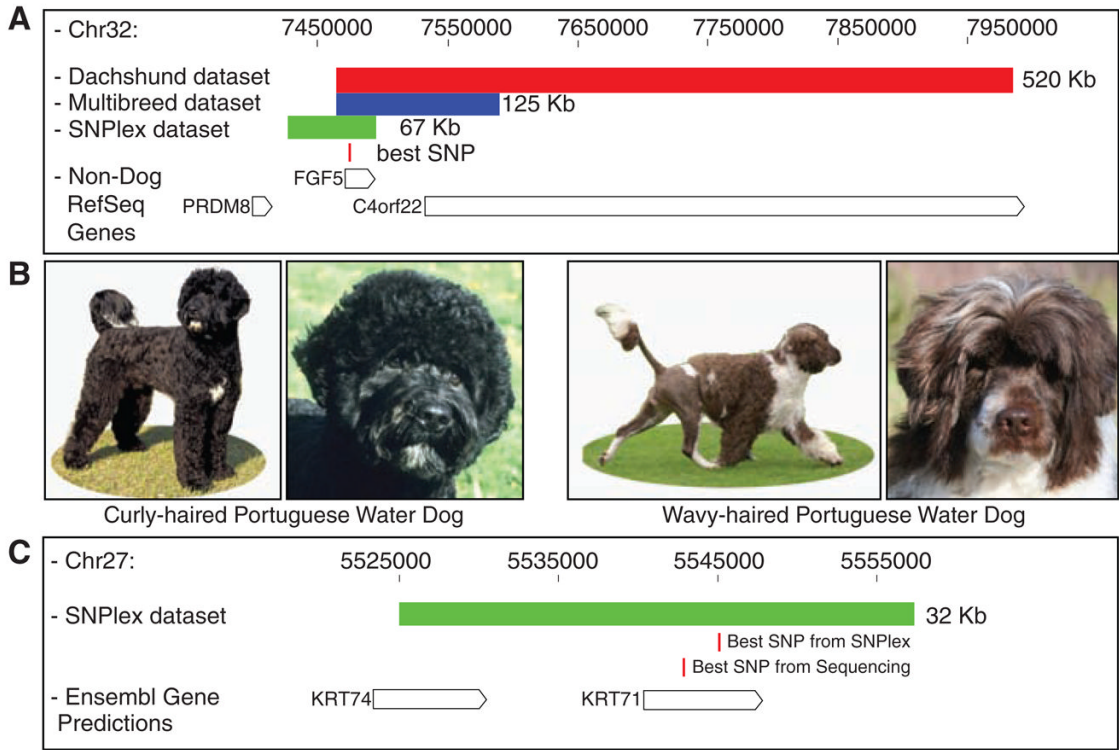 A
- Chr32: 7450000 7550000 7650000 7750000 7850000 7950000
- Dachshund dataset 520 Kb
- Multibreed dataset 125 Kb
- SNPlex dataset 67 Kb
best SNP
- Non-Dog FGF5
RefSeq PRDM8 C4orf22
Genes
B
Curly-haired Portuguese Water Dog Wavy-haired Portuguese Water Dog
C
- Chr27: 5525000 5535000 5545000 5555000
- SNPlex dataset 32 Kb
Best SNP from SNPlex
Best SNP from Sequencing
- Ensembl Gene KRT74 KRT71
Predictions